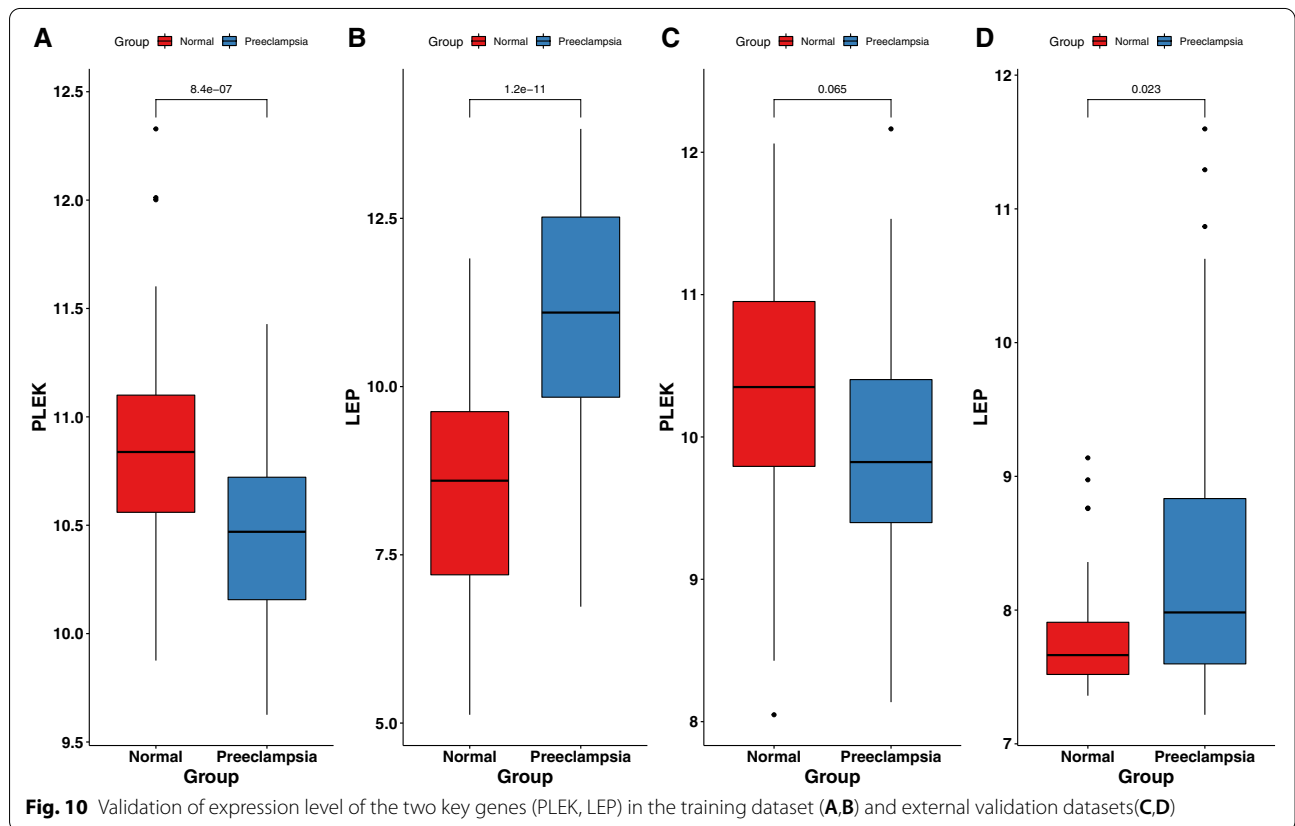 A
Group Normal Preeclampsia
8.4e−07
12.5
12.0
11.5
11.0
10.5
10.0
9.5
PLEK
Normal Preeclampsia
Group
B
Group Normal Preeclampsia
1.2e−11
12.5
10.0
7.5
5.0
LEP
Normal Preeclampsia
Group
C
Group Normal Preeclampsia
0.065
12
11
10
9
8
PLEK
Normal Preeclampsia
Group
D
Group Normal Preeclampsia
0.023
12
11
10
9
8
7
LEP
Normal Preeclampsia
Group
Fig. 10 Validation of expression level of the two key genes (PLEK, LEP) in the training dataset (A,B) and external validation datasets(C,D)